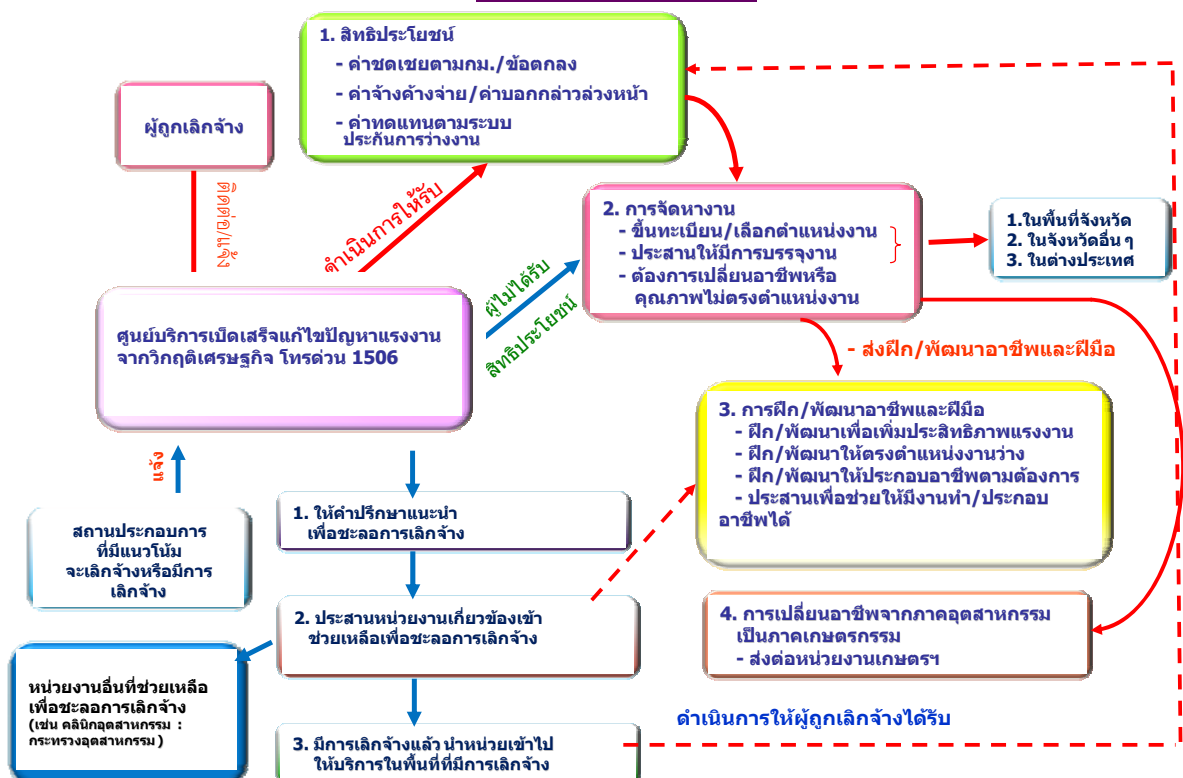 1. สิทธิประโยชน์
- ค่าชดเชยตามกม./ข้อตกลง
- ค่าจ้างค้างจ่าย/ค่าบอกกล่าวล่วงหน้า
- ค่าทดแทนตามระบบ
ประกันการว่างงาน
ผู้ถูกเลิกจ้าง
ติดต่อ/แจ้ง
ดำเนินการให้รับ
2. การจัดหางาน
- ขึ้นทะเบียน/เลือกตำแหน่งงาน
- ประสานให้มีการบรรจุงาน
- ต้องการเปลี่ยนอาชีพหรือ
คุณภาพไม่ตรงตำแหน่งงาน
1.ในพื้นที่จังหวัด
2. ในจังหวัดอื่น ๆ
3. ในต่างประเทศ
ผู้ไม่ได้รับ
สิทธิประโยชน์
ศูนย์บริการเบ็ดเสร็จแก้ไขปัญหาแรงงาน
จากวิกฤติเศรษฐกิจ โทรด่วน 1506
- ส่งฝึก/พัฒนาอาชีพและฝีมือ
3. การฝึก/พัฒนาอาชีพและฝีมือ
- ฝึก/พัฒนาเพื่อเพิ่มประสิทธิภาพแรงงาน
- ฝึก/พัฒนาให้ตรงตำแหน่งงานว่าง
- ฝึก/พัฒนาให้ประกอบอาชีพตามต้องการ
- ประสานเพื่อช่วยให้มีงานทำ/ประกอบ
อาชีพได้
แจ้ง
สถานประกอบการ
ที่มีแนวโน้ม
จะเลิกจ้างหรือมีการ
เลิกจ้าง
1. ให้คำปรึกษาแนะนำ
เพื่อชะลอการเลิกจ้าง
2. ประสานหน่วยงานเกี่ยวข้องเข้า
ช่วยเหลือเพื่อชะลอการเลิกจ้าง
4. การเปลี่ยนอาชีพจากภาคอุตสาหกรรม
เป็นภาคเกษตรกรรม
- ส่งต่อหน่วยงานเกษตรฯ
หน่วยงานอื่นที่ช่วยเหลือ
เพื่อชะลอการเลิกจ้าง
(เช่น คลินิกอุตสาหกรรม :
กระทรวงอุตสาหกรรม)
ดำเนินการให้ผู้ถูกเลิกจ้างได้รับ
3. มีการเลิกจ้างแล้ว นำหน่วยเข้าไป
ให้บริการในพื้นที่ที่มีการเลิกจ้าง